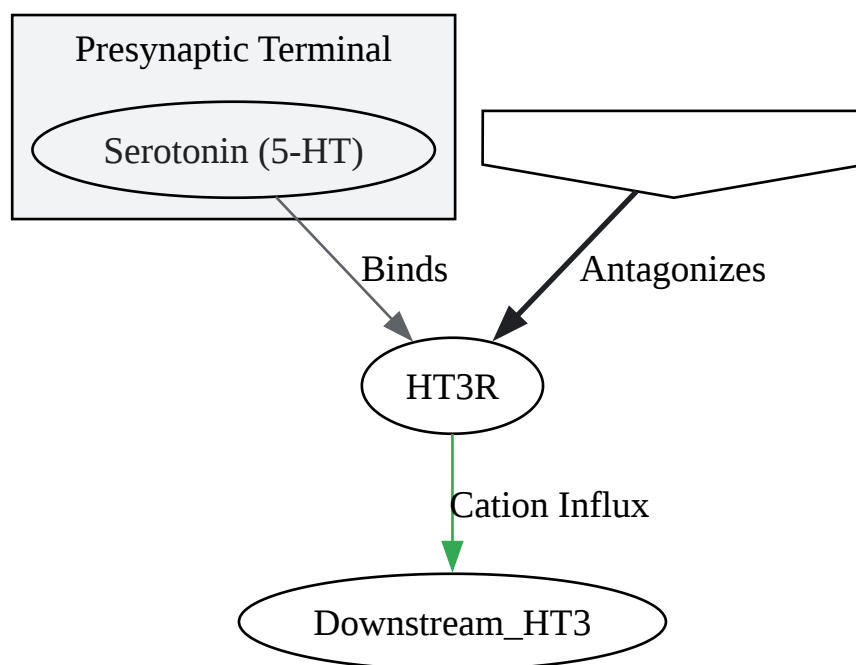 Presynaptic Terminal
Serotonin (5-HT)
Binds
Antagonizes
HT3R
Cation Influx
Downstream_HT3